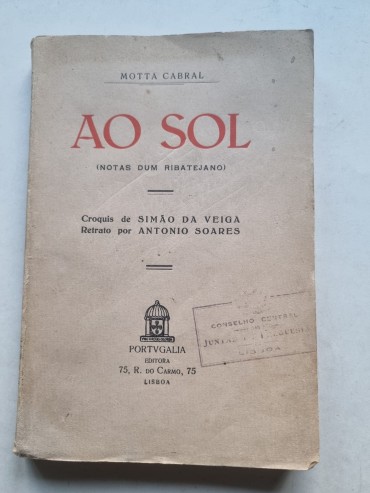 MOTTA CABRAL
AO SOL
(NOTAS DUM RIBATEJANO)
Croquis de SIMÃO DA VEIGA
Retrato por ANTONIO SOARES
PORTVGALIA
EDITORA
75, R. DO CARMO, 75
LISBOA
CONSELHO CENTRAL
LISBOA